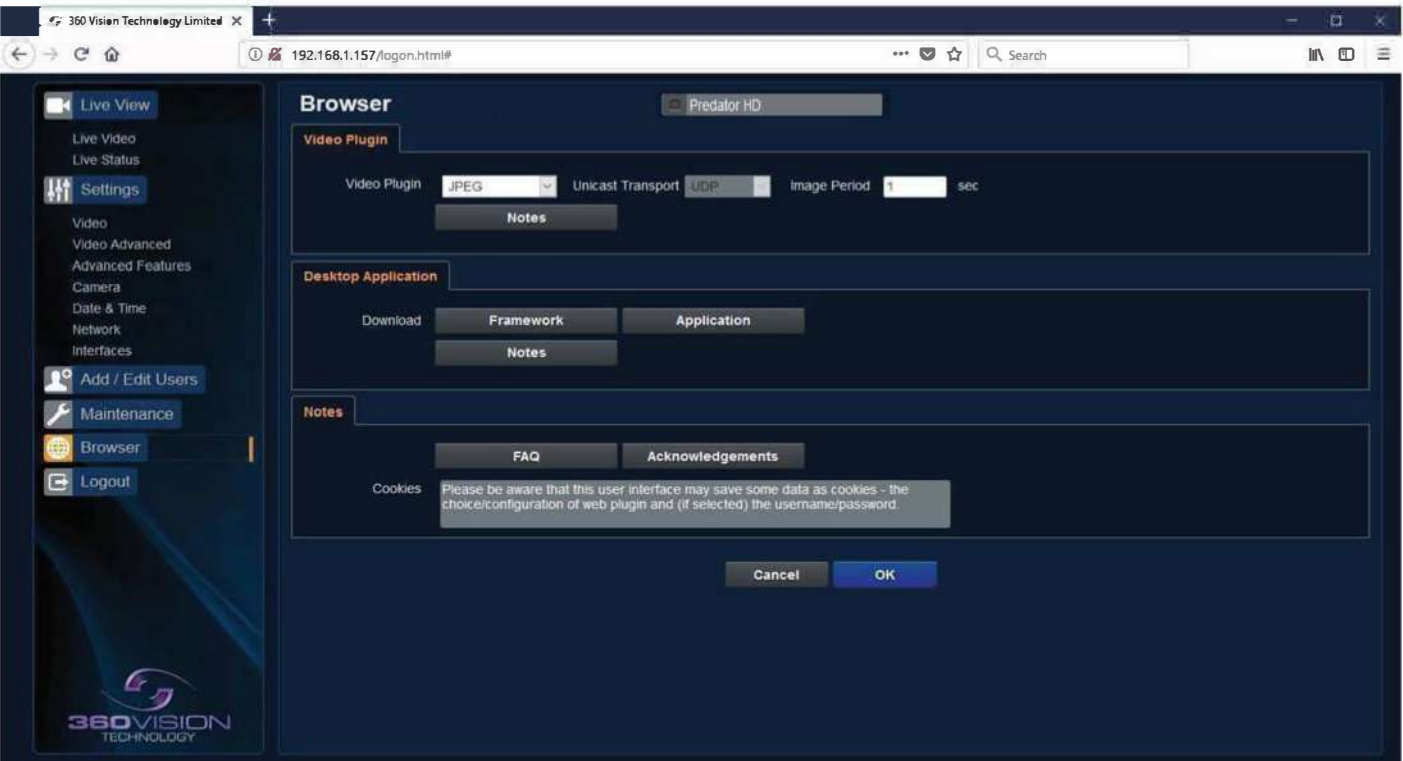 360 Vision Technology Limited
192.168.1.157/logon.html#
Search
Live View
Live Video
Live Status
Settings
Video
Video Advanced
Advanced Features
Camera
Date & Time
Network
Interfaces
Add / Edit Users
Maintenance
Browser
Logout
360VISION
TECHNOLOGY
Browser
Predator HD
Video Plugin
Video Plugin JPEG Unicast Transport UDP Image Period 1 sec
Notes
Desktop Application
Download Framework Application
Notes
Notes
FAQ Acknowledgements
Cookies Please be aware that this user interface may save some data as cookies - the
choice/configuration of web plugin and (if selected) the username/password.
Cancel OK